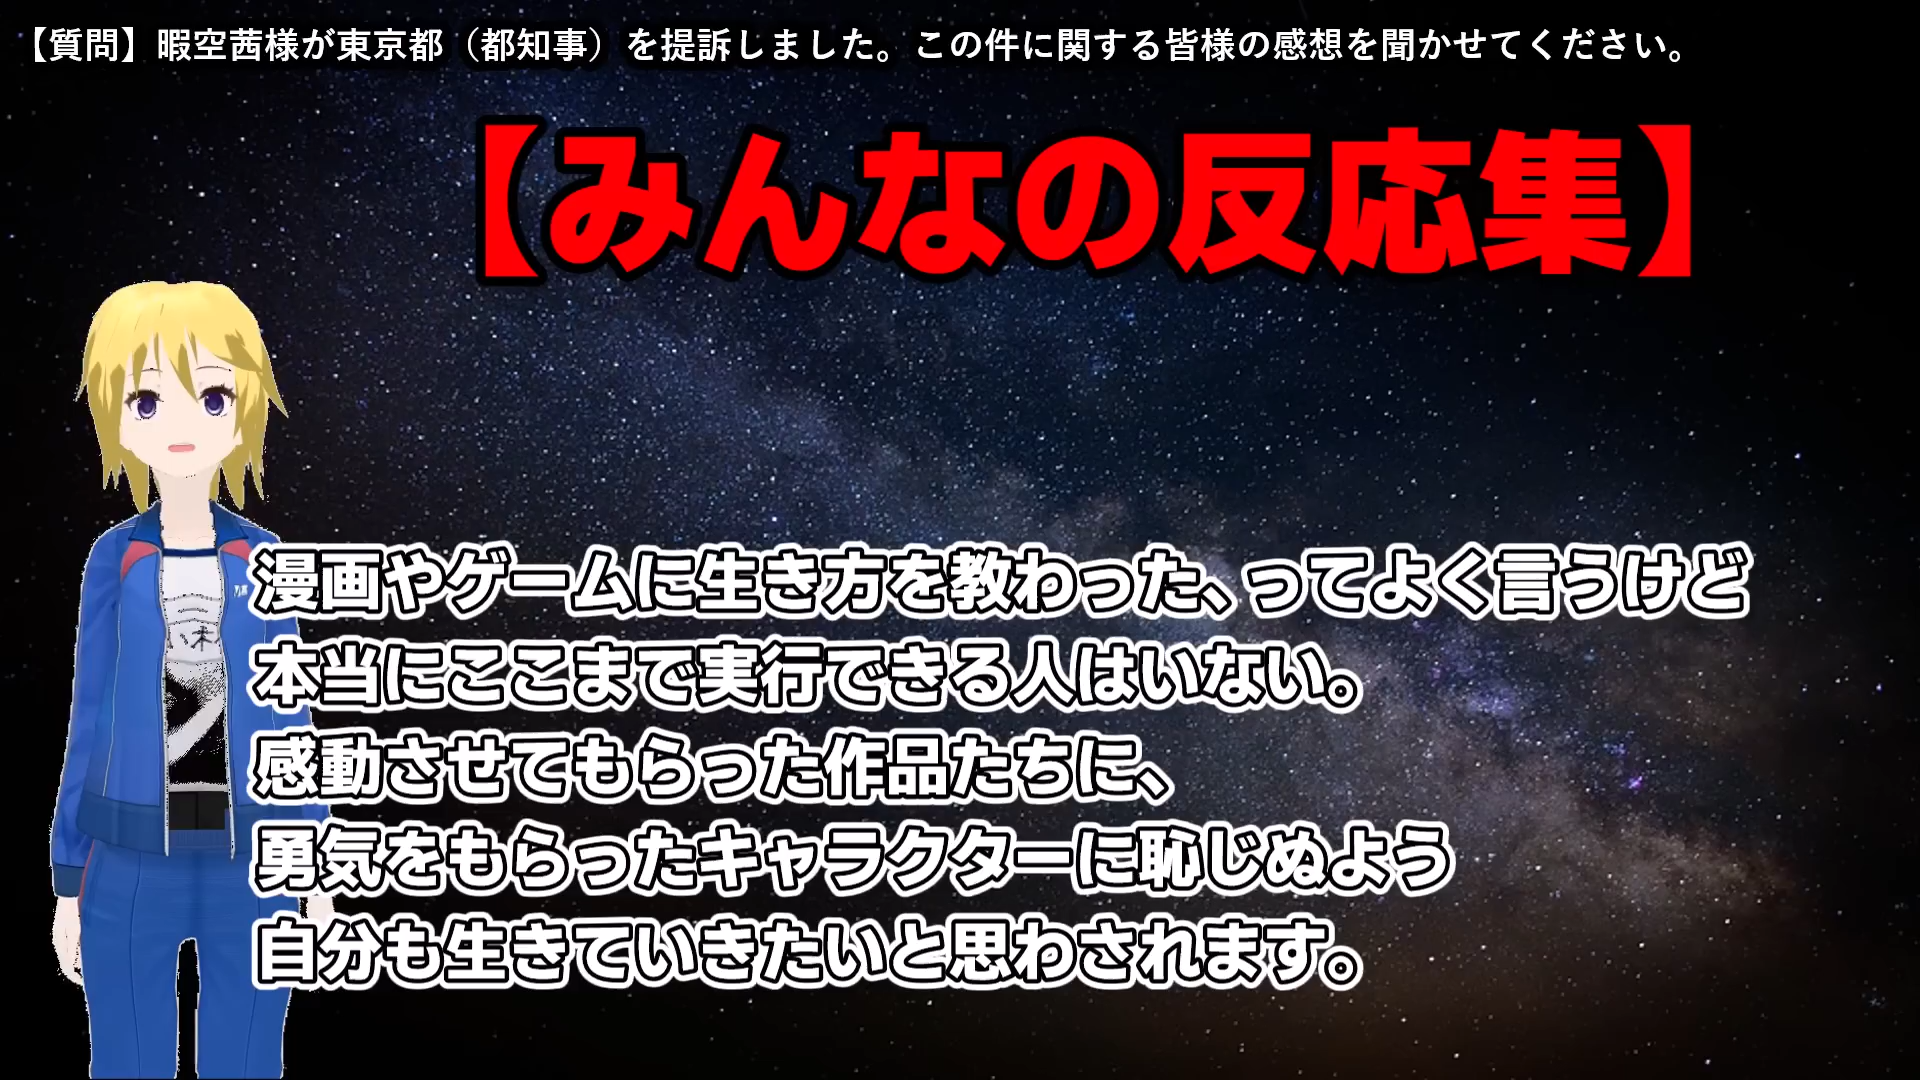 【質問】暇空茜様が東京都（都知事）を提訴しました。この件に関する皆様の感想を聞かせてください。
【みんなの反応集】
漫画やゲームに生き方を教わった、ってよく言うけど
本当にここまで実行できる人はいない。
感動させてもらった作品たちに、
勇気をもらったキャラクターに恥じぬよう
自分も生きていきたいと思わされます。